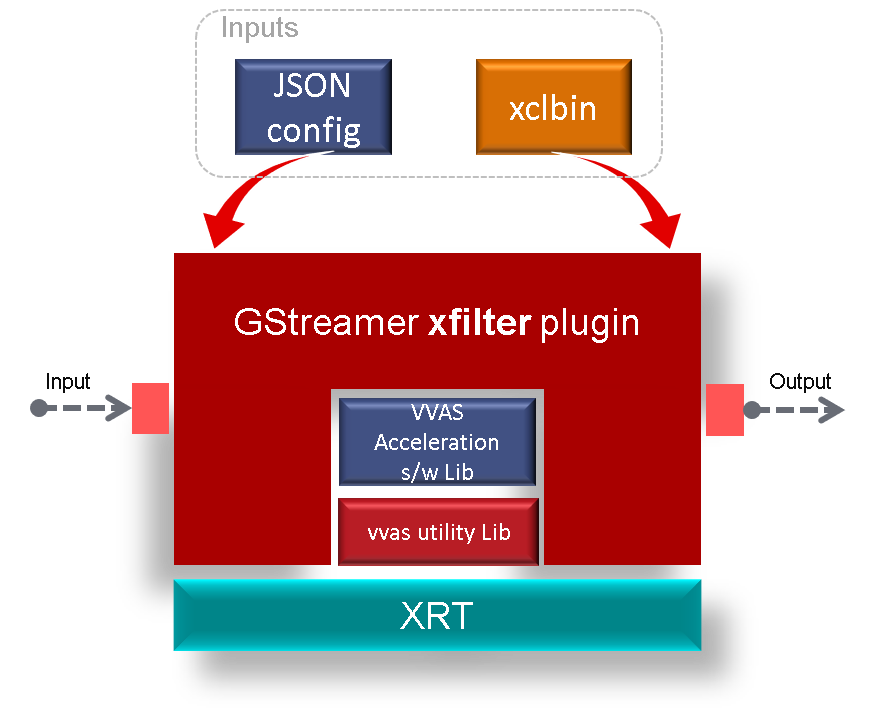 Inputs
JSON
config
xclbin
GStreamer xfilter plugin
Input
Output
VVAS
Acceleration
s/w Lib
vvas utility Lib
XRT